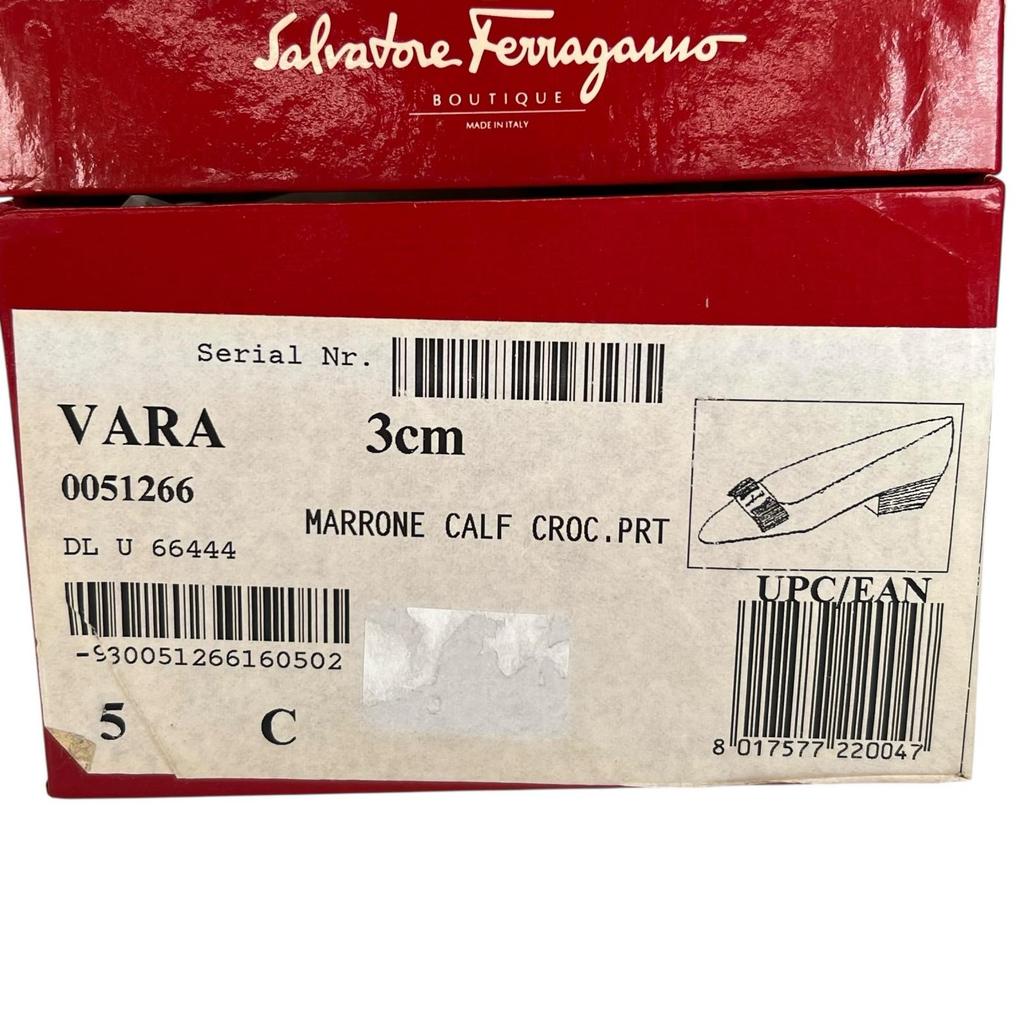 Salvatore Ferragamo
BOUTIQUE
MADE IN ITALY
Serial Nr.
VARA 3cm
0051266
MARRONE CALF CROC.PRT
DL U 66444
UPC/EAN
-930051266160502
5 C
8 017577 220047